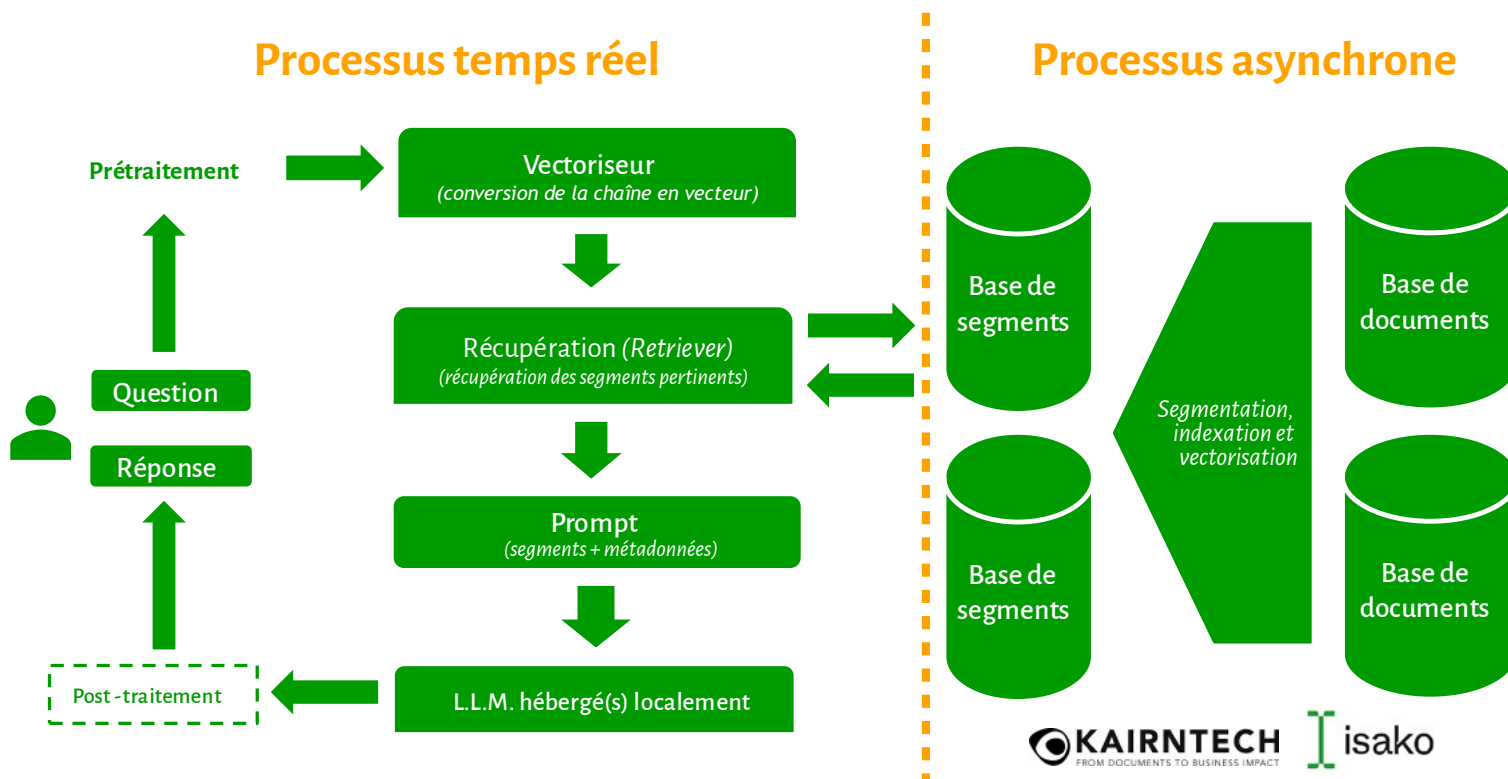 Processus temps réel
Processus asynchrone
Prétraitement
Vectoriseur
(conversion de la chaîne en vecteur)
Question
Réponse
Récupération (Retriever)
(récupération des segments pertinents)
Prompt
(segments + métadonnées)
L.L.M. hébergé(s) localement
Post-traitement
Base de
segments
Base de
segments
Segmentation,
indexation et
vectorisation
Base de
documents
Base de
documents
KAIRNTECH
FROM DOCUMENTS TO BUSINESS IMPACT
isako